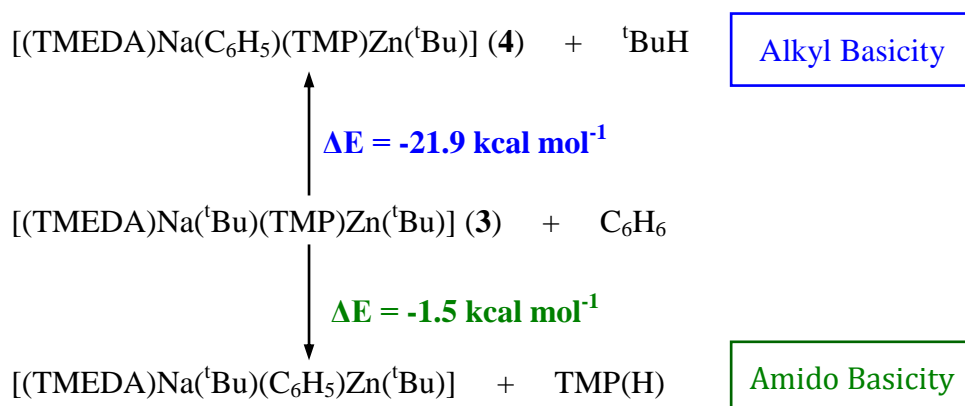 [(TMEDA)Na(C₆H₅)(TMP)Zn(ᵗBu)] (4) + ᵗBuH Alkyl Basicity
ΔE = -21.9 kcal mol⁻¹
[(TMEDA)Na(ᵗBu)(TMP)Zn(ᵗBu)] (3) + C₆H₆
ΔE = -1.5 kcal mol⁻¹
[(TMEDA)Na(ᵗBu)(C₆H₅)Zn(ᵗBu)] + TMP(H) Amido Basicity